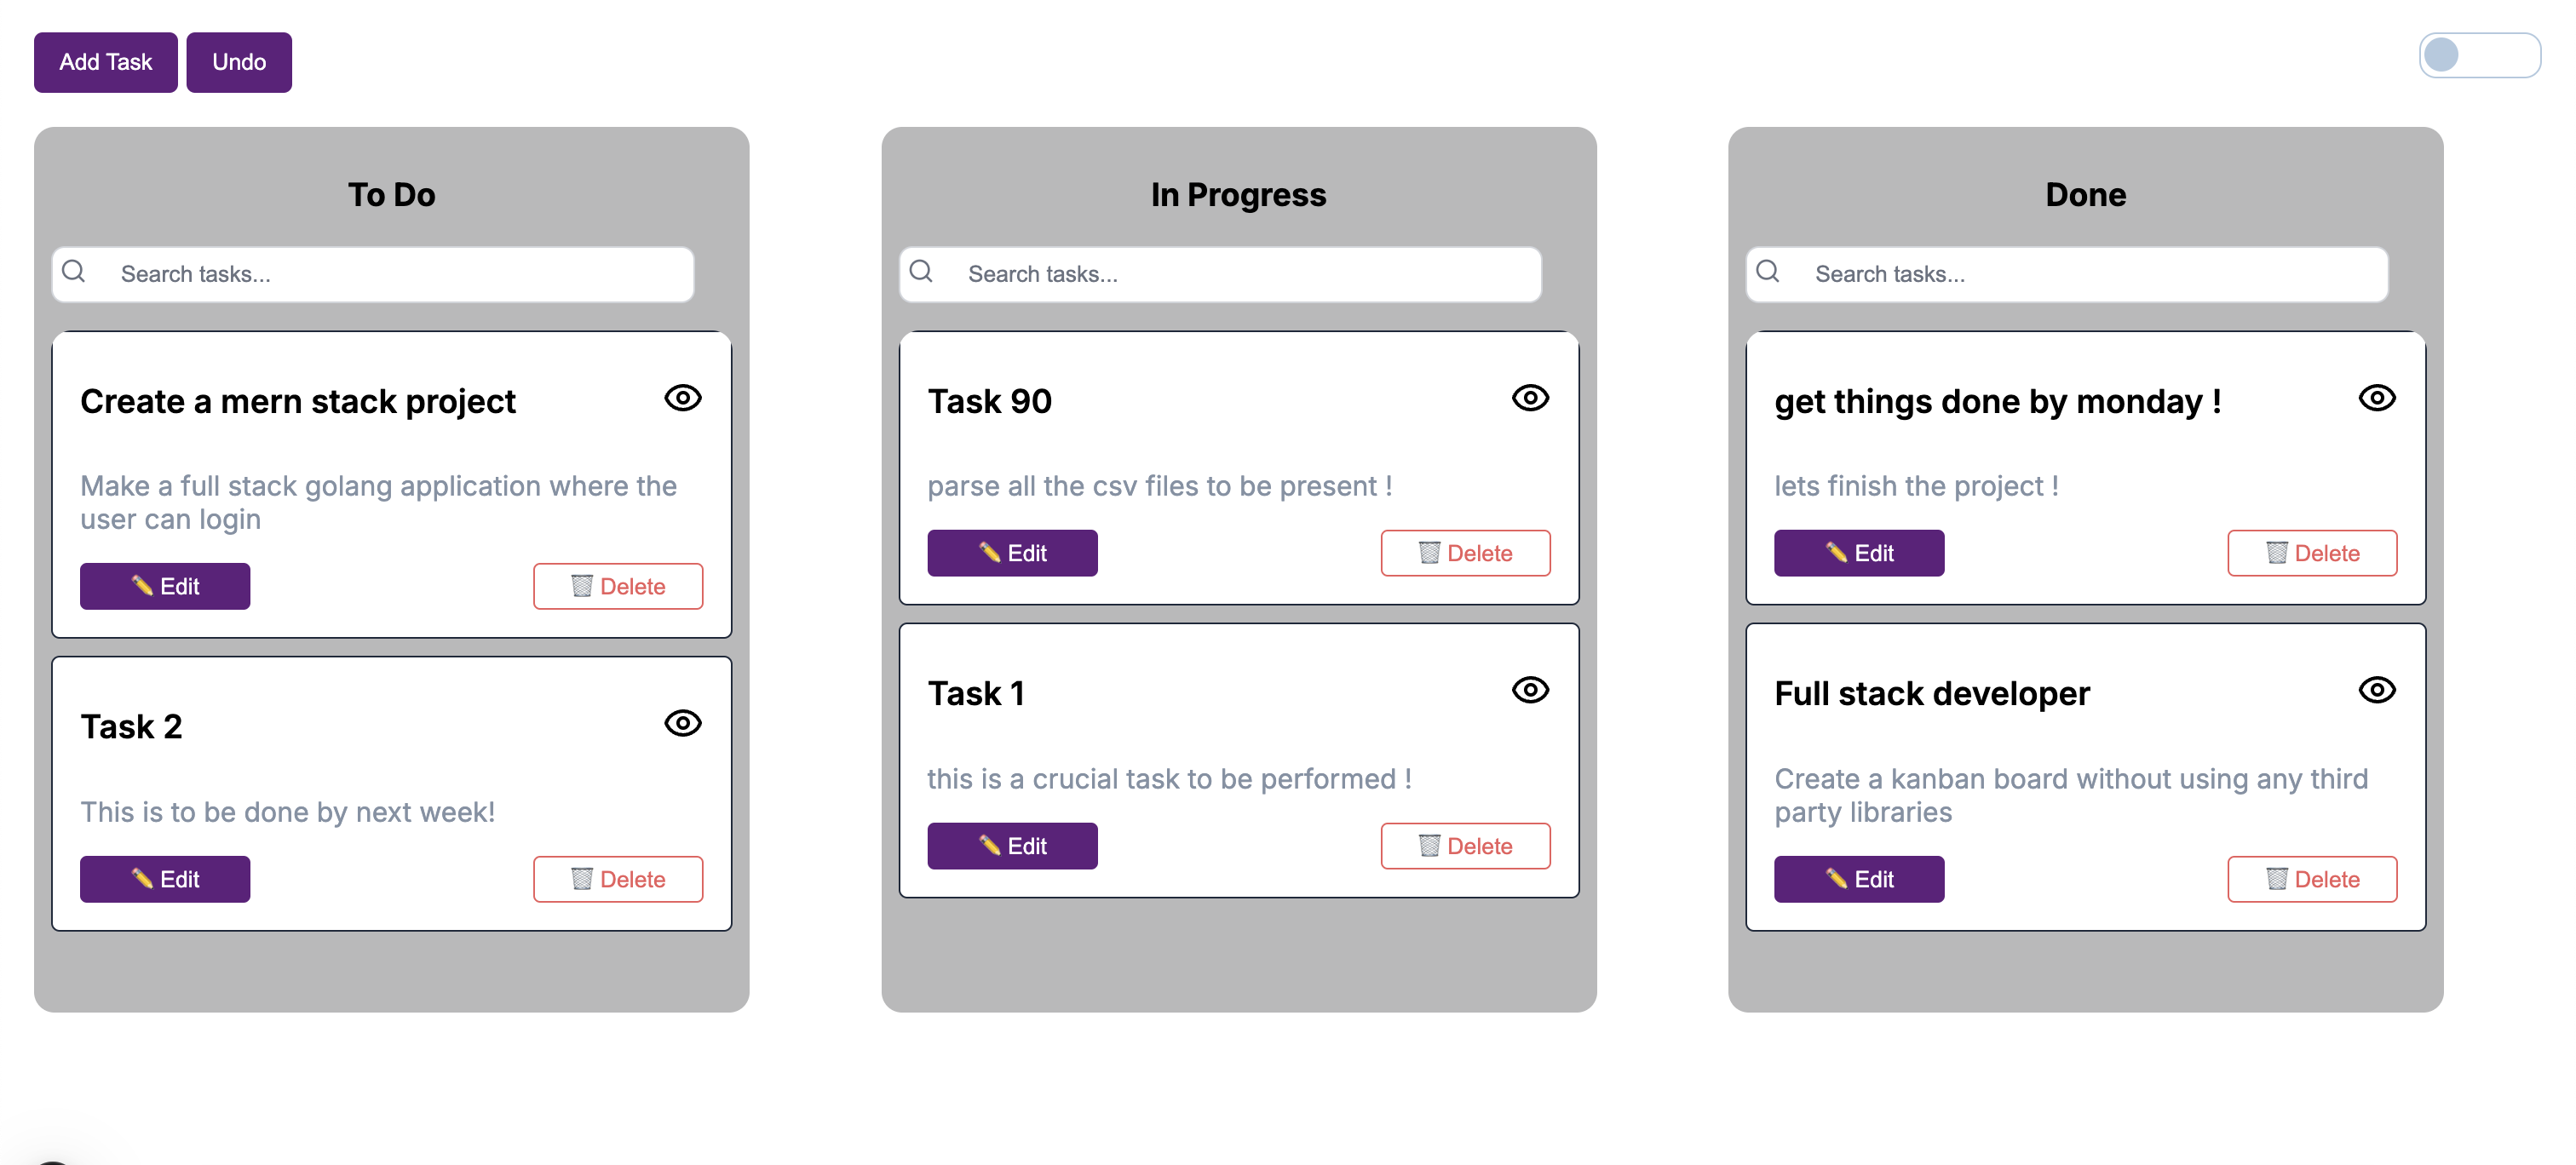 Add Task
Undo
To Do
Search tasks...
Create a mern stack project
Make a full stack golang application where the
user can login
Edit
Delete
Task 2
This is to be done by next week!
Edit
Delete
In Progress
Search tasks...
Task 90
parse all the csv files to be present !
Edit
Delete
Task 1
this is a crucial task to be performed !
Edit
Delete
Done
Search tasks...
get things done by monday !
lets finish the project !
Edit
Delete
Full stack developer
Create a kanban board without using any third
party libraries
Edit
Delete